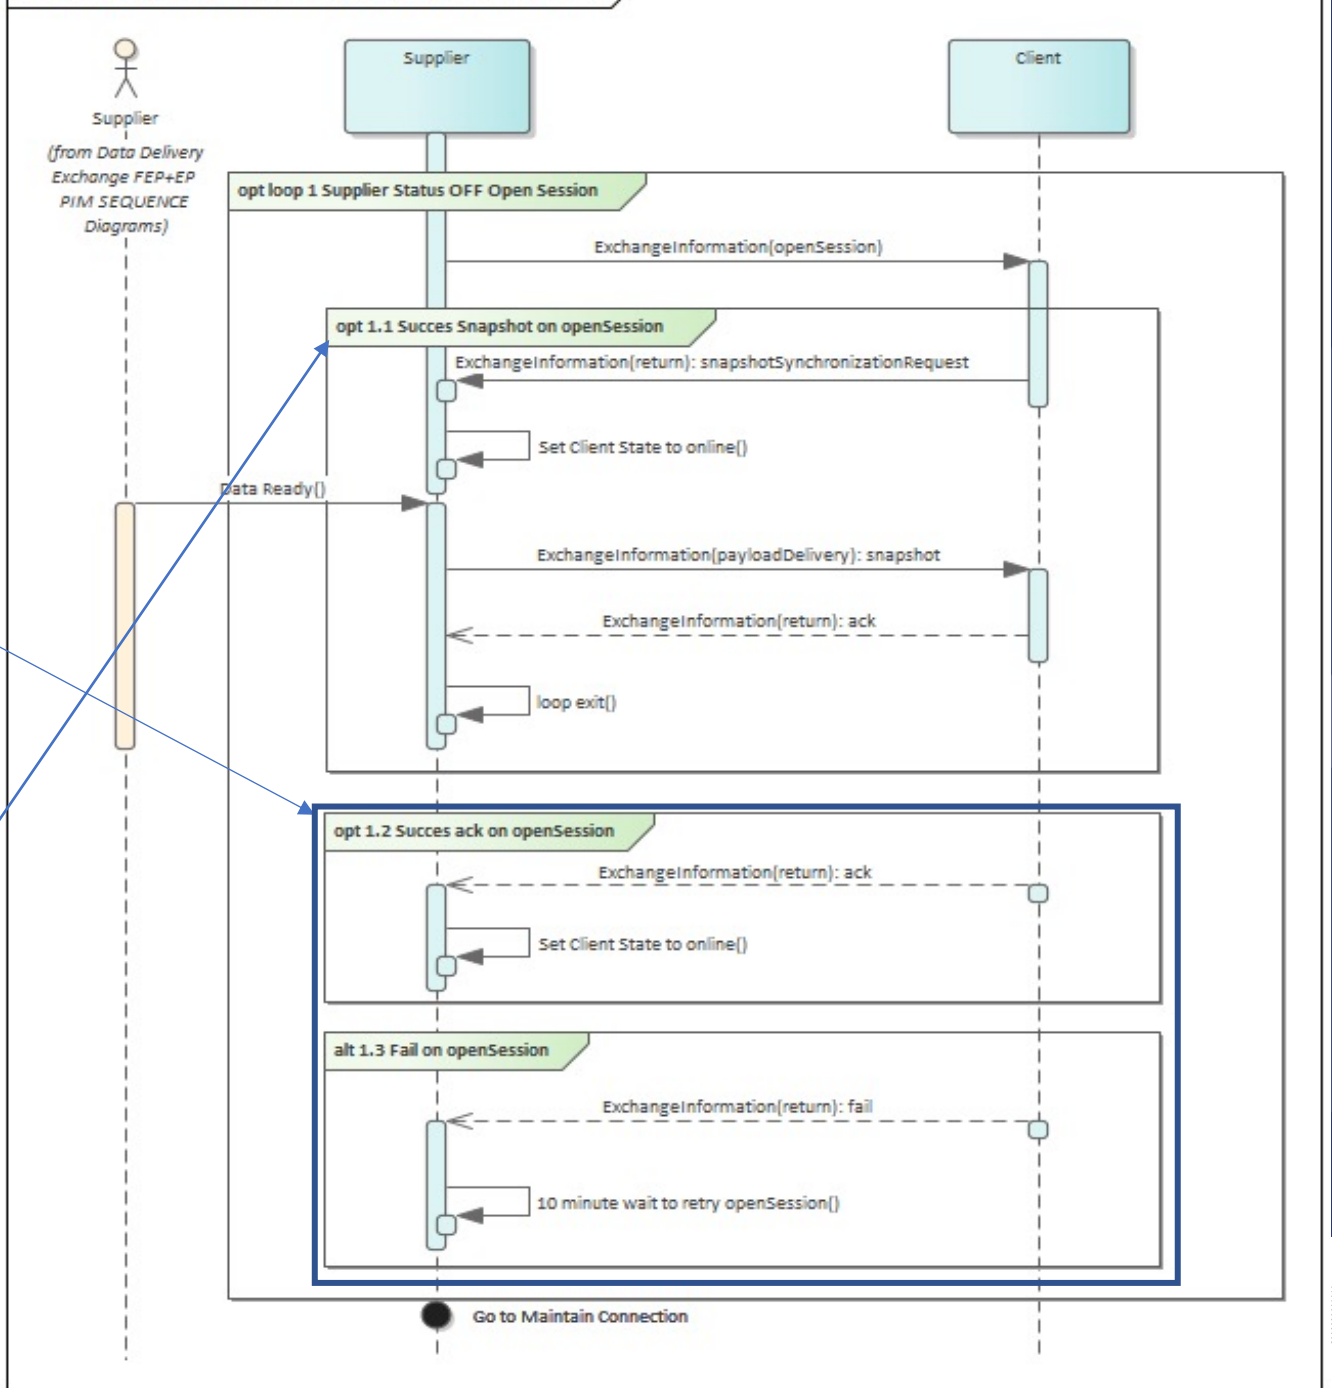 Supplier
Client
Supplier
(from Data Delivery
Exchange FEP+EP
PIM SEQUENCE
Diagrams)
opt loop 1 Supplier Status OFF Open Session
ExchangeInformation(openSession)
opt 1.1 Succes Snapshot on openSession
ExchangeInformation(return): snapshotSynchronizationRequest
Set Client State to online()
Data Ready()
ExchangeInformation(payloadDelivery): snapshot
ExchangeInformation(return): ack
loop exit()
opt 1.2 Succes ack on openSession
ExchangeInformation(return): ack
Set Client State to online()
alt 1.3 Fail on openSession
ExchangeInformation(return): fail
10 minute wait to retry openSession()
Go to Maintain Connection